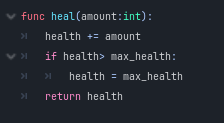 func heal(amount:int):
    health += amount
    if health> max_health:
        health = max_health
    return health